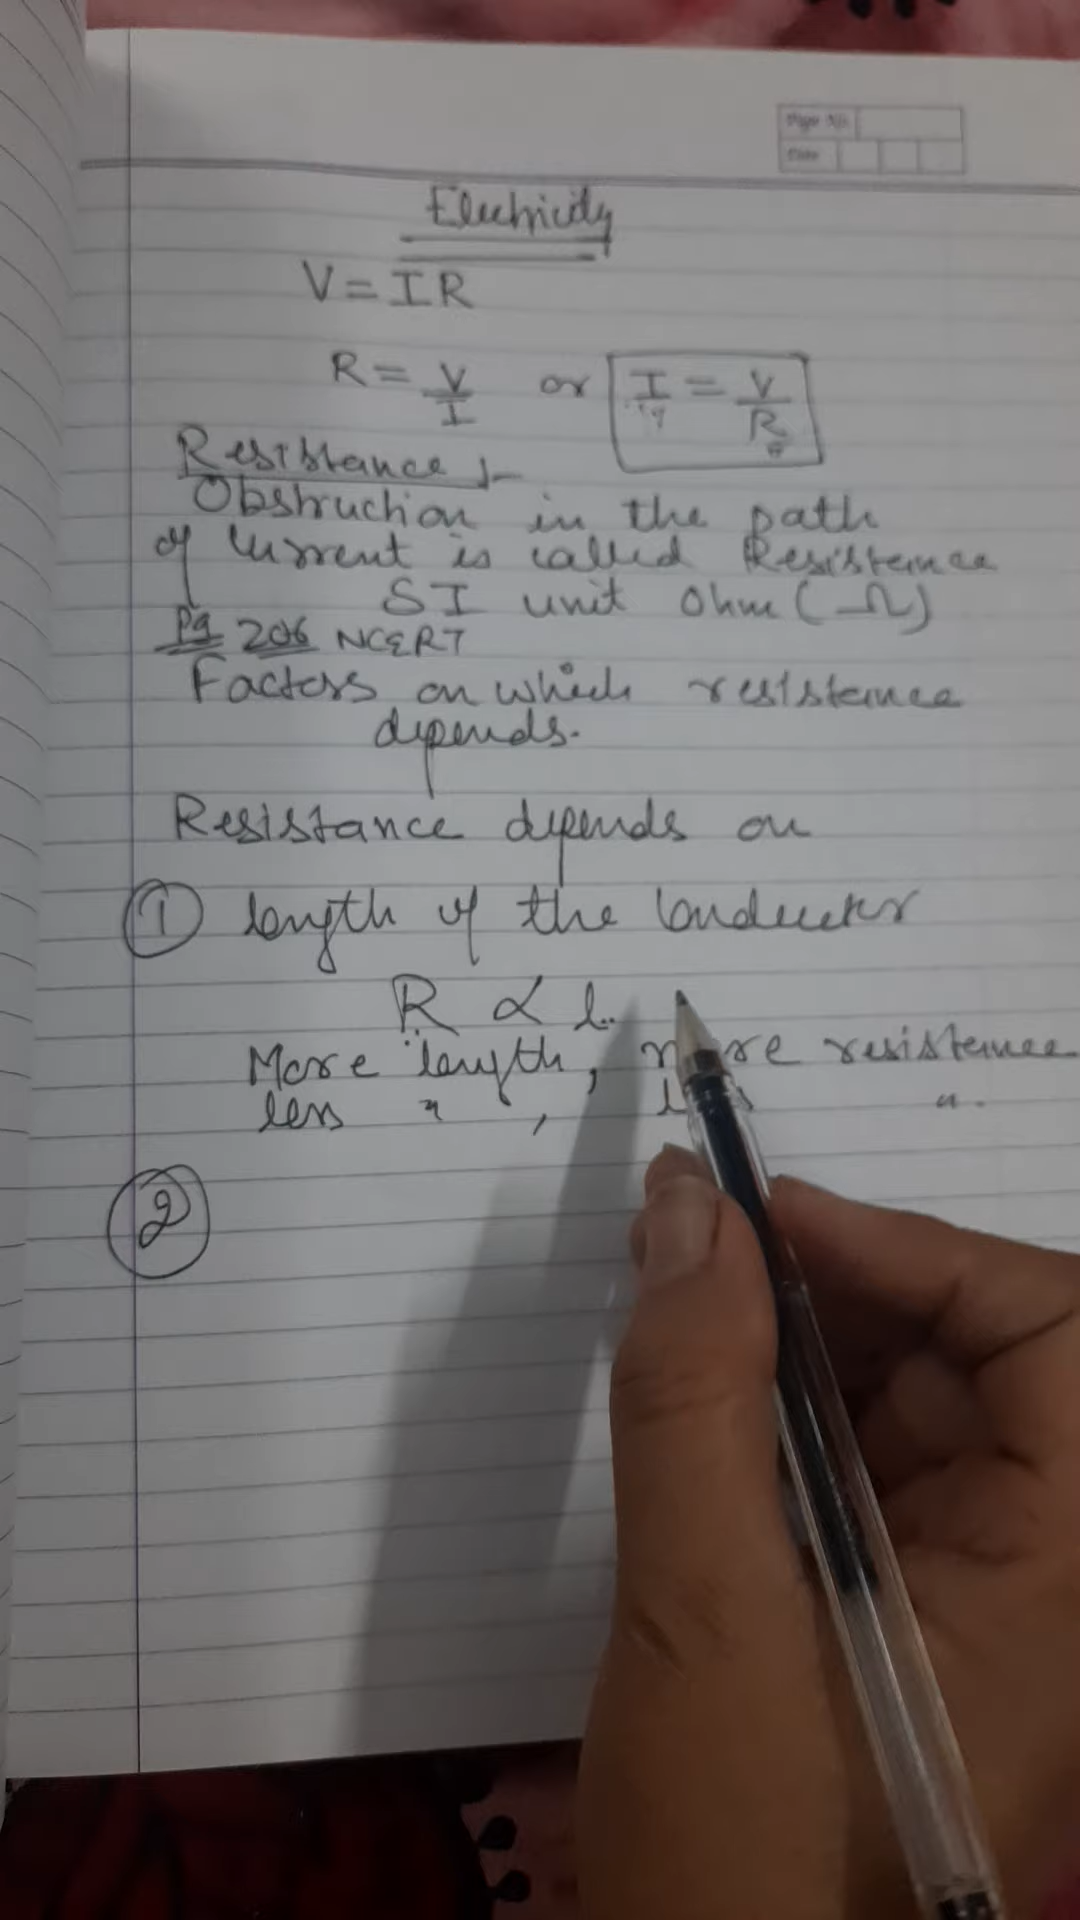 Page No.
Date
Electricity
V = IR
R = V/I or I = V/R
Resistance :-
Obstruction in the path
of current is called Resistance
SI unit Ohm (Ω)
Pg 206 NCERT
Factors on which resistance
depends.
Resistance depends on
① length of the conductor
R ∝ l
More length, more resistance
less " , less "
②